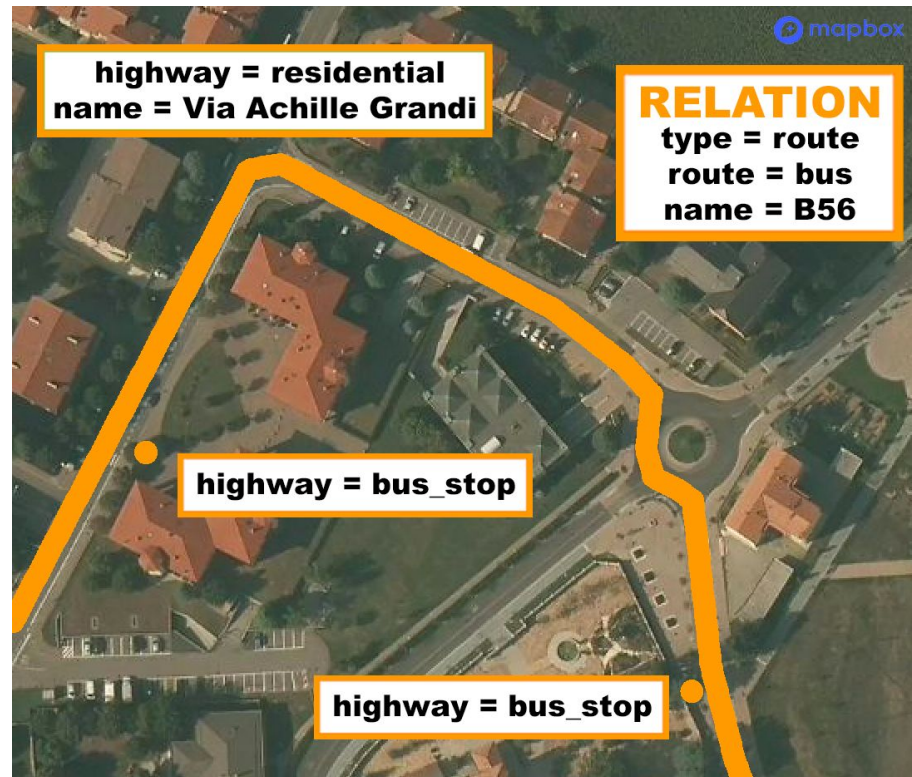 mapbox
highway = residential
name = Via Achille Grandi
RELATION
type = route
route = bus
name = B56
highway = bus_stop
highway = bus_stop